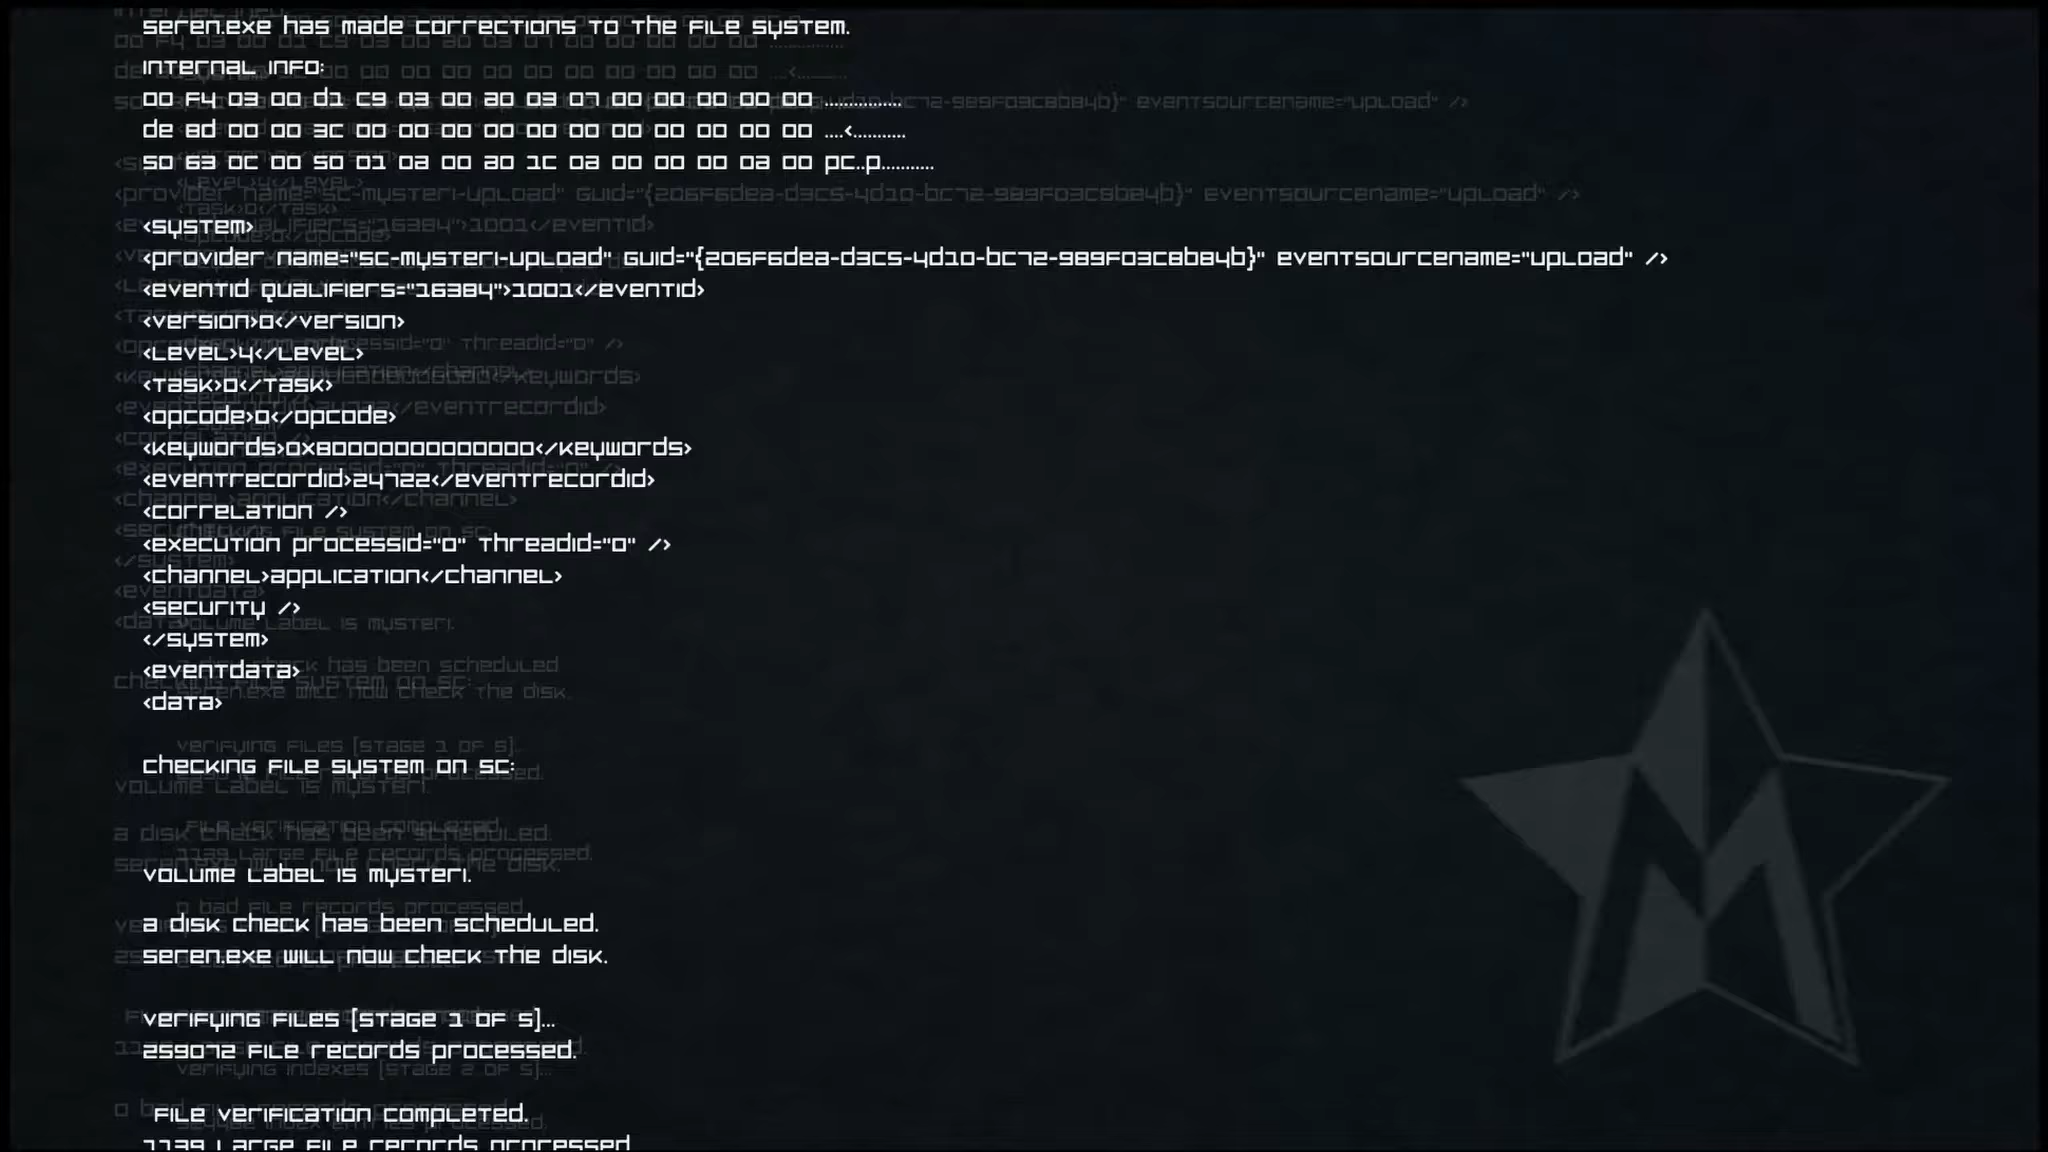 seren.exe has made corrections to the file system.
internal info:
00 f4 03 00 d1 c9 03 00 a0 03 07 00 00 00 00 00 ................
de 8d 00 00 3c 00 00 00 00 00 00 00 00 00 00 00 ....<...........
50 63 0c 00 50 01 0a 00 a0 1c 0a 00 00 00 0a 00 pc..p...........
<system>
<provider name="sc-myster1-upload" guid="{206f6dea-d3c5-4d10-bc72-989f03c8b84b}" eventsourcename="upload" />
<eventid qualifiers="16384">1001</eventid>
<version>0</version>
<level>4</level>
<task>0</task>
<opcode>0</opcode>
<keywords>0x80000000000000</keywords>
<eventrecordid>24722</eventrecordid>
<correlation />
<execution processid="0" threadid="0" />
<channel>application</channel>
<security />
</system>
<eventdata>
<data>
checking file system on sc:
volume label is myster1.
a disk check has been scheduled.
seren.exe will now check the disk.
verifying files [stage 1 of 5]...
259072 file records processed.
file verification completed.
1139 large file records processed.